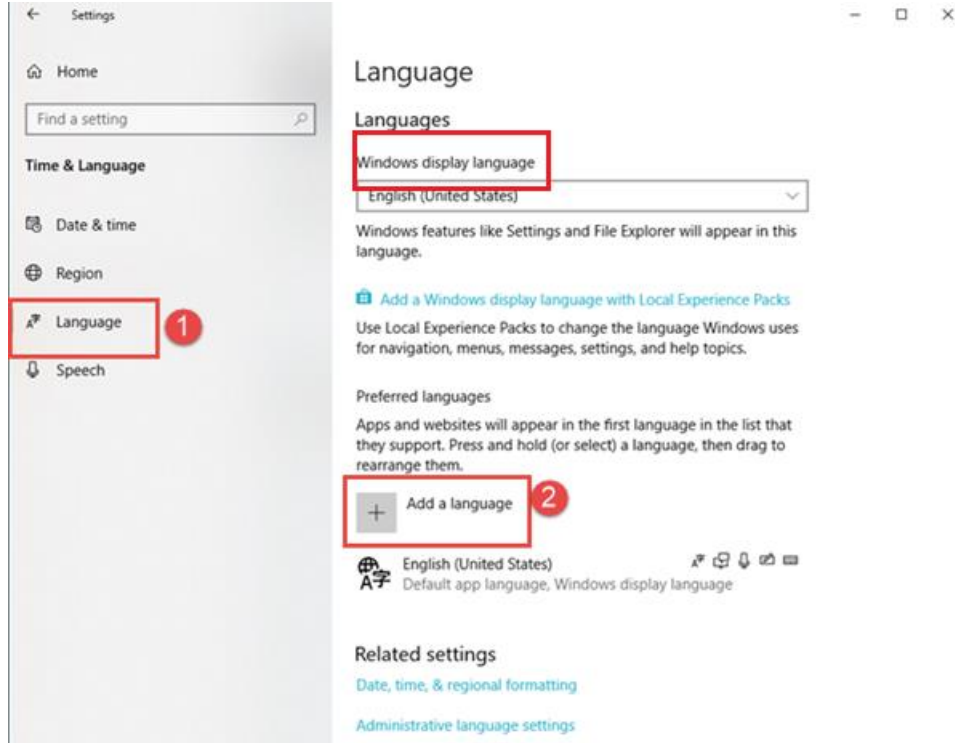 Settings
Home
Find a setting
Time & Language
Date & time
Region
Language
1
Speech
Language
Languages
Windows display language
English (United States)
Windows features like Settings and File Explorer will appear in this
language.
Add a Windows display language with Local Experience Packs
Use Local Experience Packs to change the language Windows uses
for navigation, menus, messages, settings, and help topics.
Preferred languages
Apps and websites will appear in the first language in the list that
they support. Press and hold (or select) a language, then drag to
rearrange them.
Add a language
2
English (United States)
Default app language, Windows display language
Related settings
Date, time, & regional formatting
Administrative language settings